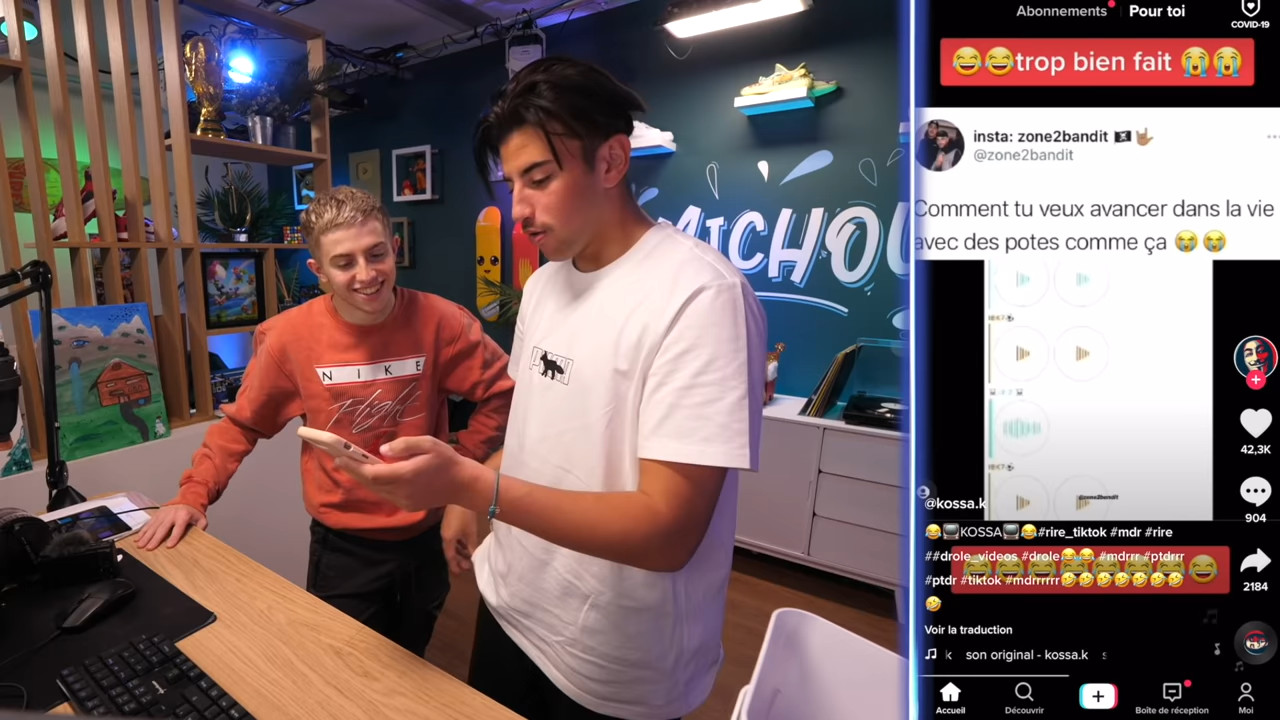 NIKE
Flight
MICHOU
Abonnements
Pour toi
COVID-19
😂😂trop bien fait 😭😭
insta: zone2bandit 🏴‍☠️🤟🏽
@zone2bandit
Comment tu veux avancer dans la vie
avec des potes comme ça 😭😭
@zone2bandit
@kossa.k
😂📺KOSSA📺😂#rire_tiktok #mdr #rire
##drole_videos #drole😂😂 #mdrrr #ptdrrr
#ptdr #tiktok #mdrrrrrr🤣🤣🤣🤣🤣🤣🤣
🤣
Voir la traduction
k son original - kossa.k s
42,3K
904
2184
Accueil
Découvrir
Boîte de réception
Moi